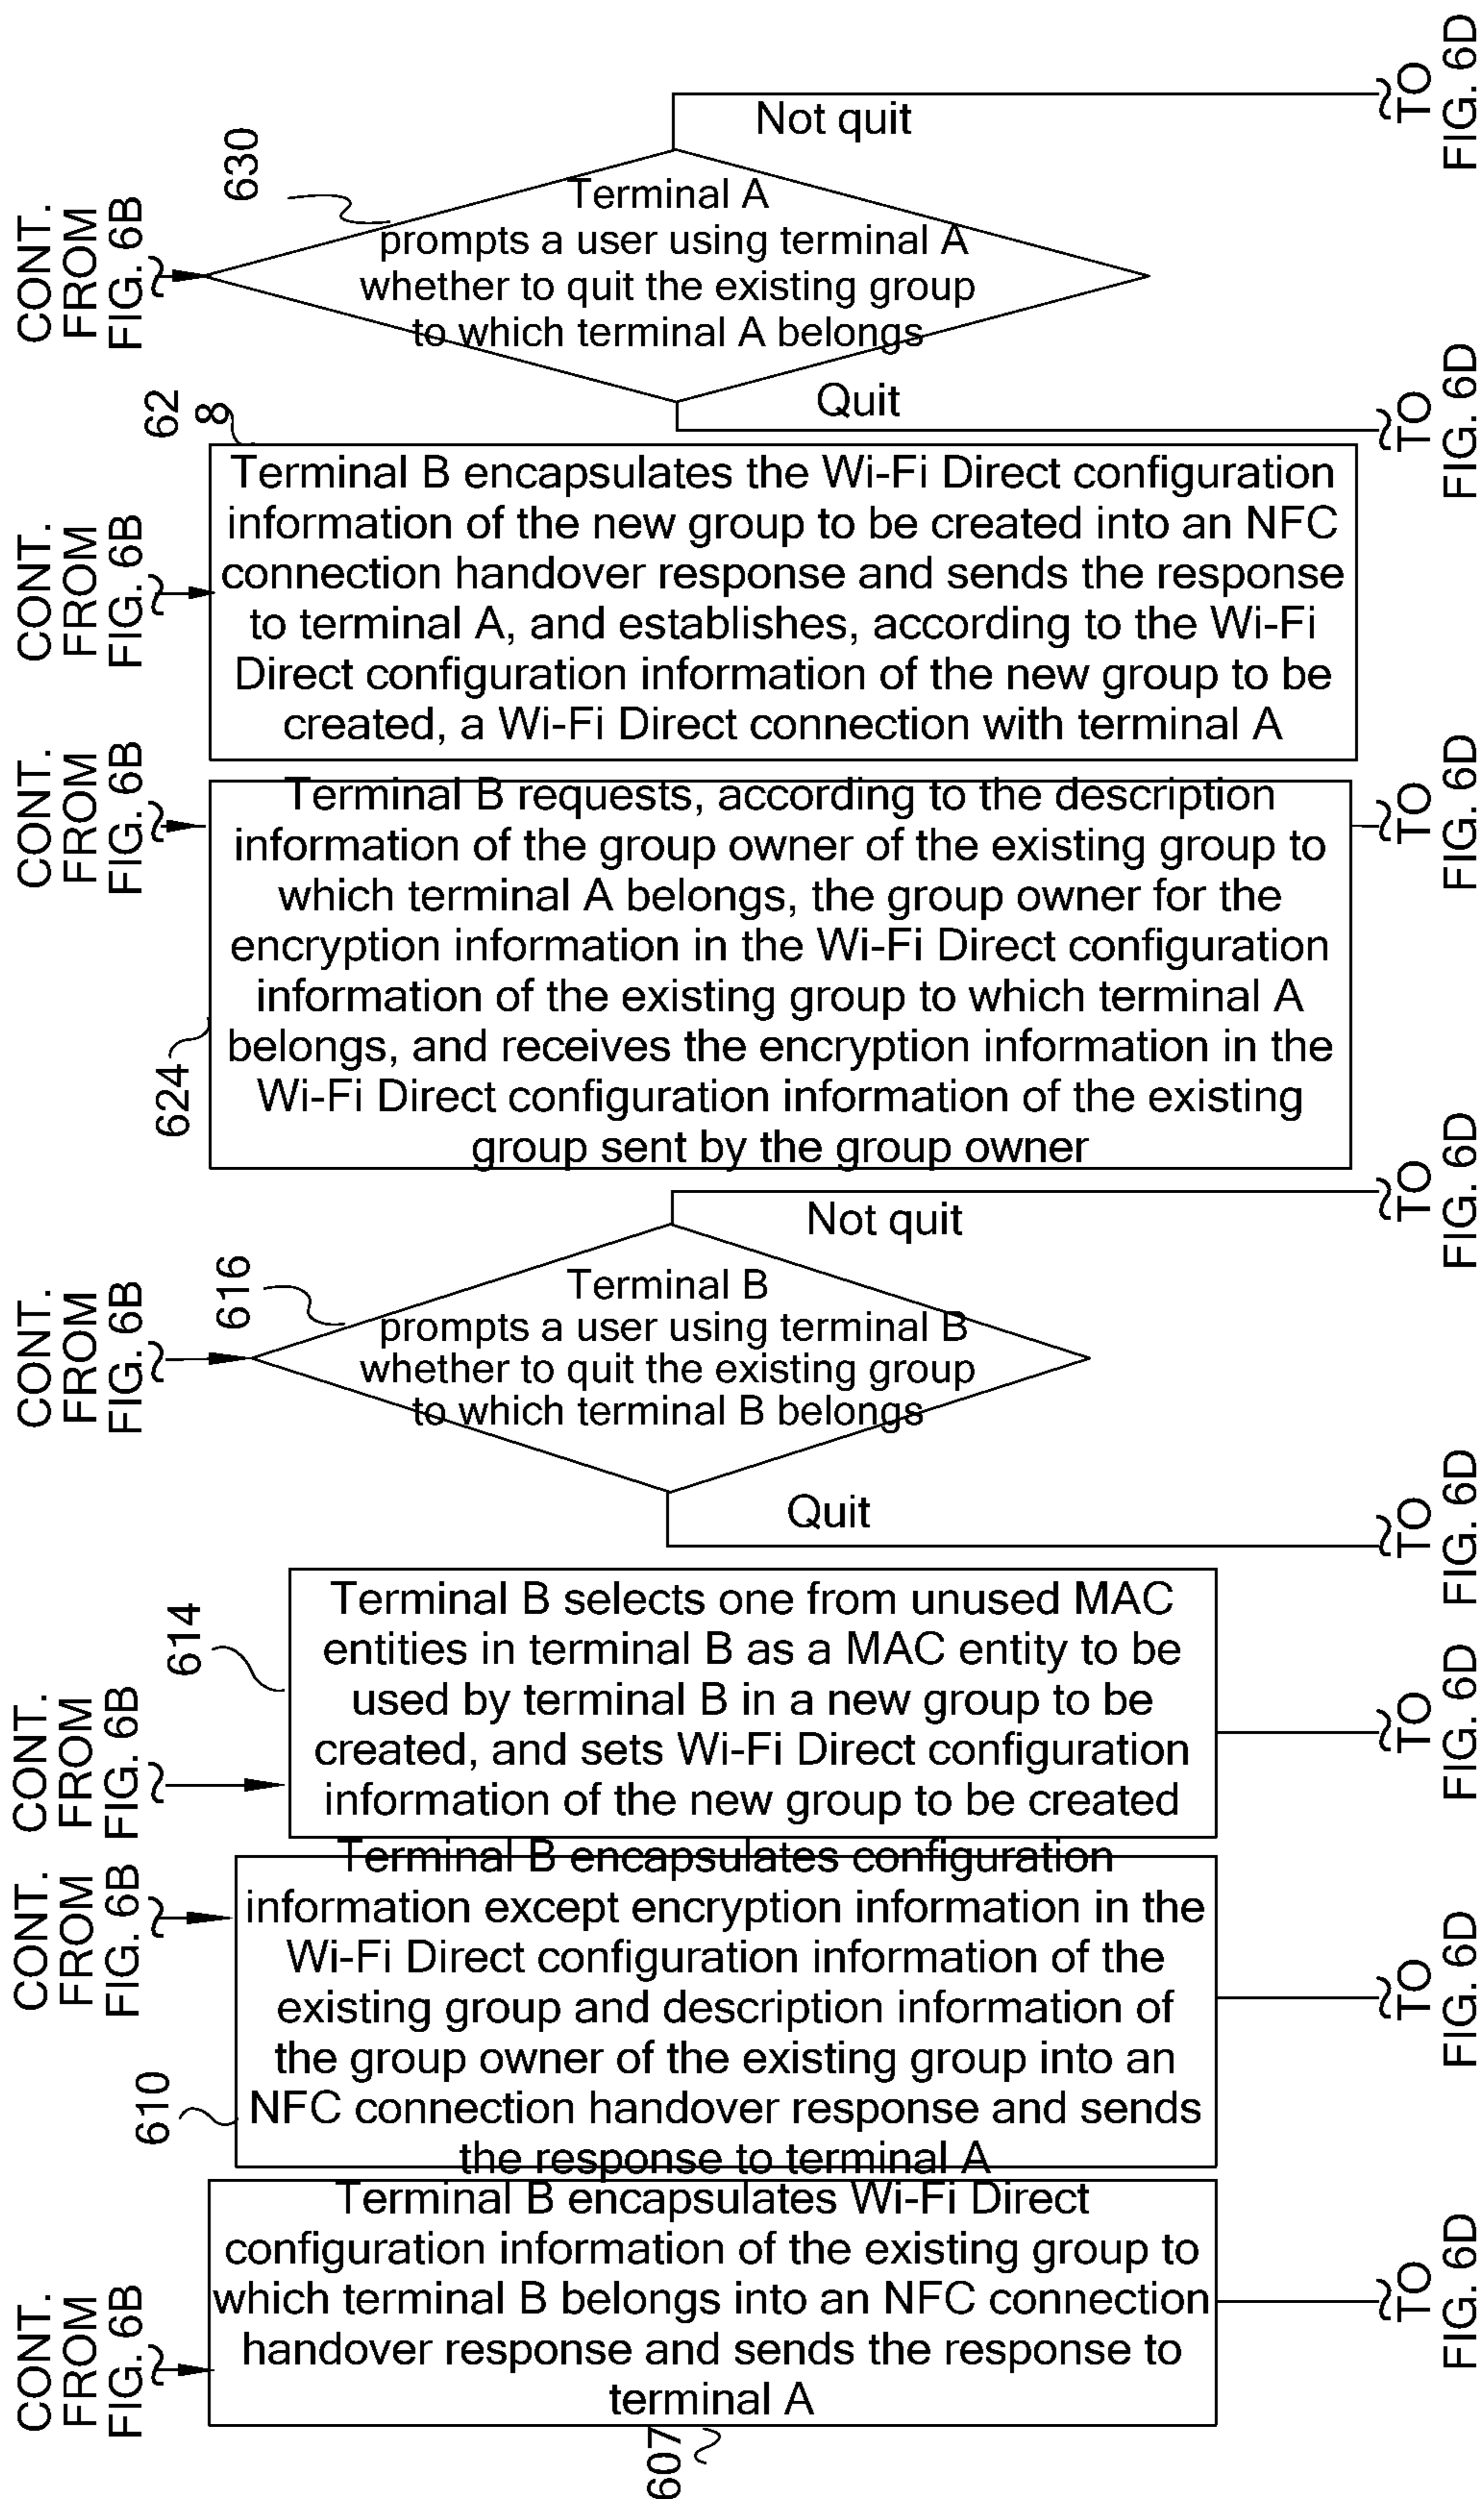 CONT.
FROM
FIG. 6B
630
Terminal A
prompts a user using terminal A
whether to quit the existing group
to which terminal A belongs
Not quit
TO
FIG. 6D
Quit
TO
FIG. 6D
CONT.
FROM
FIG. 6B
62
8
Terminal B encapsulates the Wi-Fi Direct configuration
information of the new group to be created into an NFC
connection handover response and sends the response
to terminal A, and establishes, according to the Wi-Fi
Direct configuration information of the new group to be
created, a Wi-Fi Direct connection with terminal A
CONT.
FROM
FIG. 6B
624
Terminal B requests, according to the description
information of the group owner of the existing group to
which terminal A belongs, the group owner for the
encryption information in the Wi-Fi Direct configuration
information of the existing group to which terminal A
belongs, and receives the encryption information in the
Wi-Fi Direct configuration information of the existing
group sent by the group owner
TO
FIG. 6D
CONT.
FROM
FIG. 6B
616
Terminal B
prompts a user using terminal B
whether to quit the existing group
to which terminal B belongs
Not quit
TO
FIG. 6D
Quit
TO
FIG. 6D
CONT.
FROM
FIG. 6B
614
Terminal B selects one from unused MAC
entities in terminal B as a MAC entity to be
used by terminal B in a new group to be
created, and sets Wi-Fi Direct configuration
information of the new group to be created
TO
FIG. 6D
CONT.
FROM
FIG. 6B
610
Terminal B encapsulates configuration
information except encryption information in the
Wi-Fi Direct configuration information of the
existing group and description information of
the group owner of the existing group into an
NFC connection handover response and sends
the response to terminal A
TO
FIG. 6D
CONT.
FROM
FIG. 6B
607
Terminal B encapsulates Wi-Fi Direct
configuration information of the existing group to
which terminal B belongs into an NFC connection
handover response and sends the response to
terminal A
TO
FIG. 6D